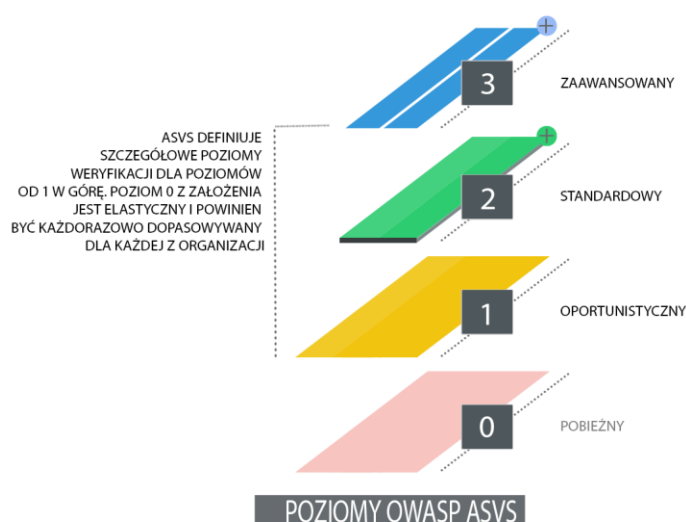 3
ZAAWANSOWANY
ASVS DEFINIUJE
SZCZEGÓŁOWE POZIOMY
WERYFIKACJI DLA POZIOMÓW
OD 1 W GÓRĘ. POZIOM 0 Z ZAŁOŻENIA
JEST ELASTYCZNY I POWINIEN
BYĆ KAŻDORAZOWO DOPASOWYWANY
DLA KAŻDEJ Z ORGANIZACJI
2
STANDARDOWY
1
OPORTUNISTYCZNY
0
POBIEŻNY
POZIOMY OWASP ASVS